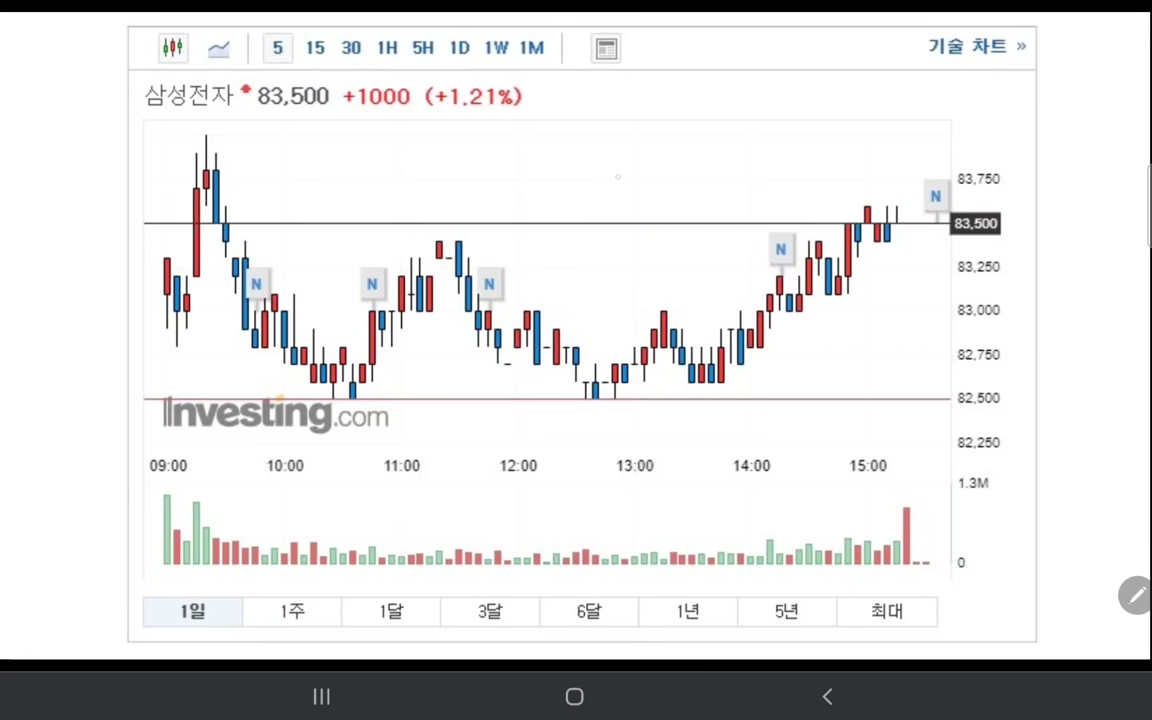 5 15 30 1H 5H 1D 1W 1M 기술 차트 »
삼성전자 83,500 +1000 (+1.21%)
83,750
N
83,500
N
83,250
N N N
83,000
82,750
82,500
Investing.com
82,250
09:00 10:00 11:00 12:00 13:00 14:00 15:00
1.3M
0
1일 1주 1달 3달 6달 1년 5년 최대